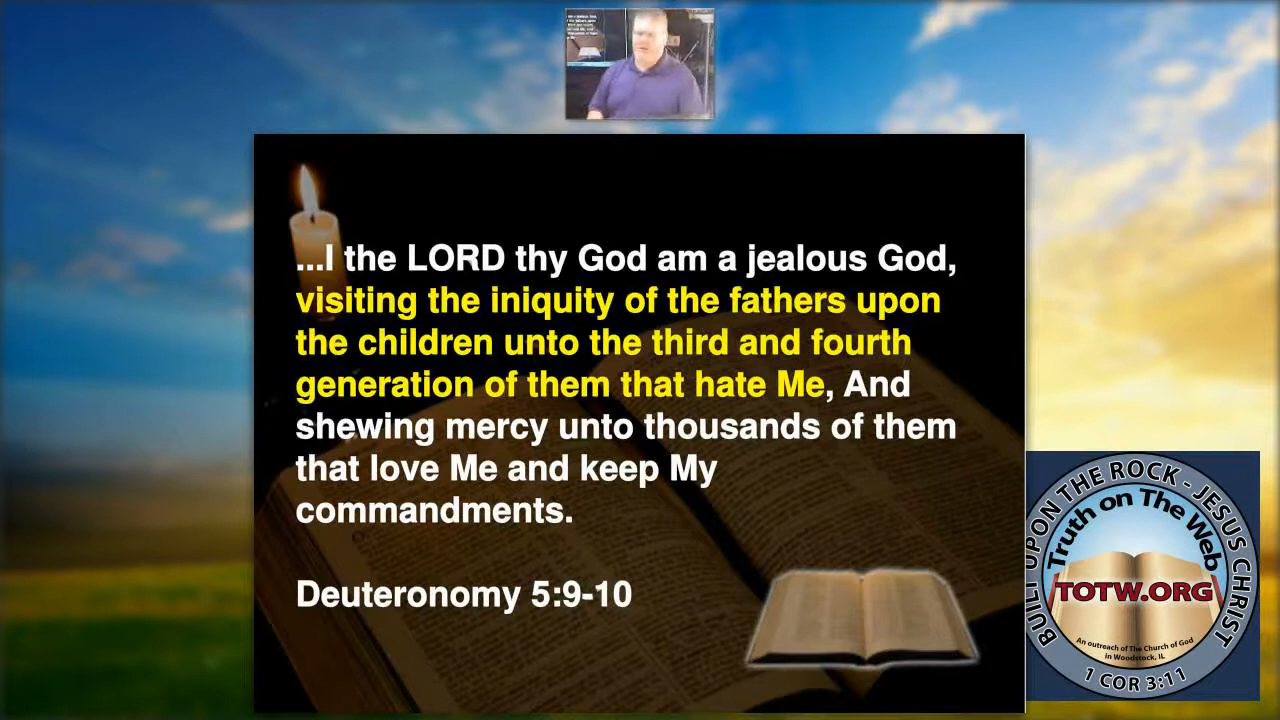 ...I the LORD thy God am a jealous God,
visiting the iniquity of the fathers upon
the children unto the third and fourth
generation of them that hate Me, And
shewing mercy unto thousands of them
that love Me and keep My
commandments.
Deuteronomy 5:9-10
BUILT UPON THE ROCK - JESUS CHRIST
Truth on The Web
TOTW.ORG
An outreach of The Church of God
in Woodstock, IL
1 COR 3:11